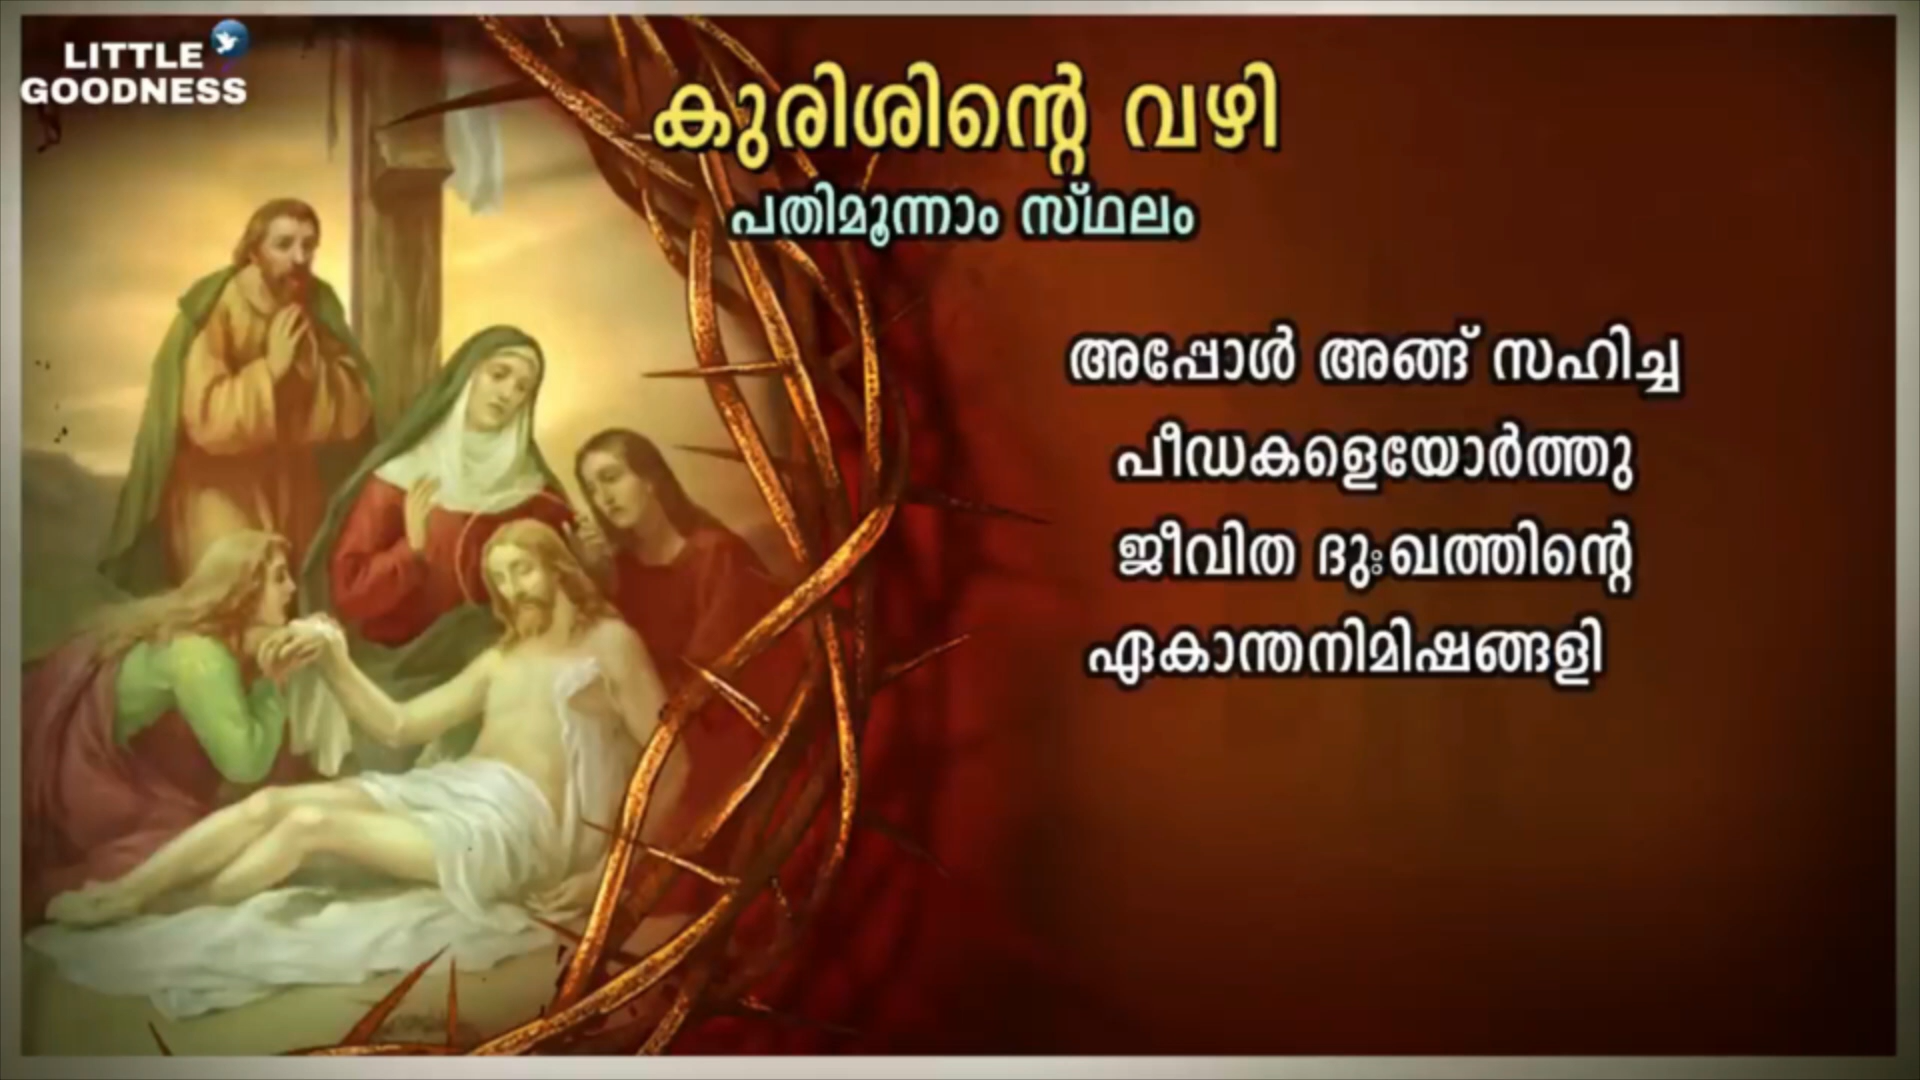 LITTLE
GOODNESS
കുരിശിന്റെ വഴി
പതിമൂന്നാം സ്ഥലം
അപ്പോൾ അങ്ങ് സഹിച്ച
പീഡകളെയോർത്തു
ജീവിത ദുഃഖത്തിന്റെ
ഏകാന്തനിമിഷങ്ങളി